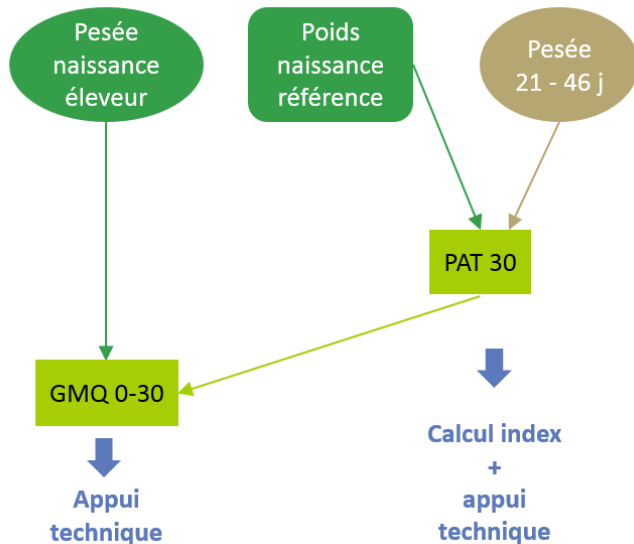 Pesée
naissance
éleveur
Poids
naissance
référence
Pesée
21 - 46 j
PAT 30
GMQ 0-30
Calcul index
+
appui
technique
Appui
technique